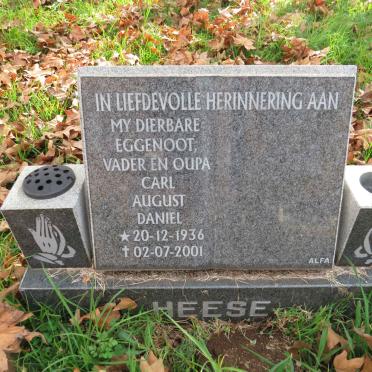 IN LIEFDEVOLLE HERINNERING AAN
MY DIERBARE
EGGENOOT,
VADER EN OUPA
CARL
AUGUST
DANIEL
★20-12-1936
✝02-07-2001
ALFA
HEESE